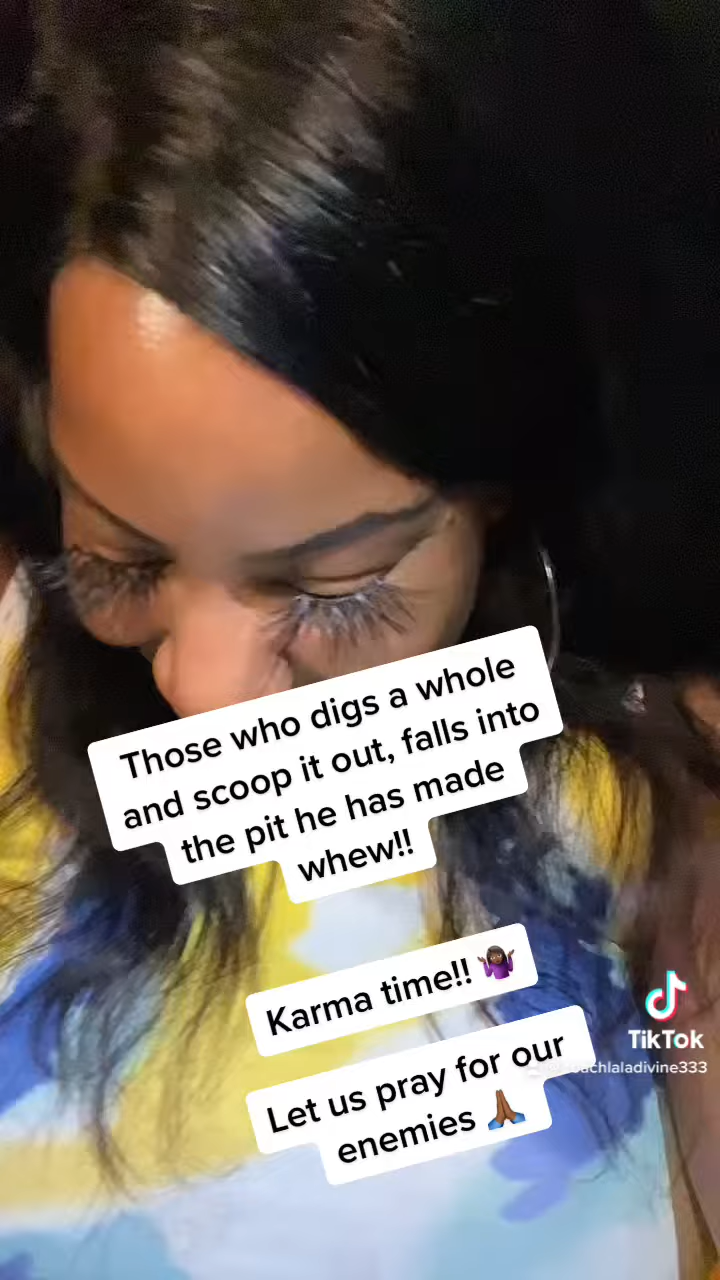 Those who digs a whole
and scoop it out, falls into
the pit he has made
whew!!
Karma time!! 🤷🏾‍♀️
Let us pray for our
enemies 🙏🏾
TikTok